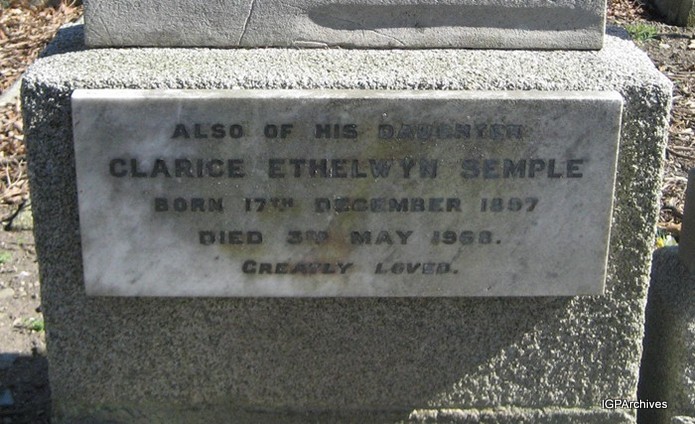 ALSO OF HIS DAUGHTER
CLARICE ETHELWYN SEMPLE
BORN 17TH DECEMBER 1897
DIED 3RD MAY 1968.
GREATLY LOVED.
IGPArchives